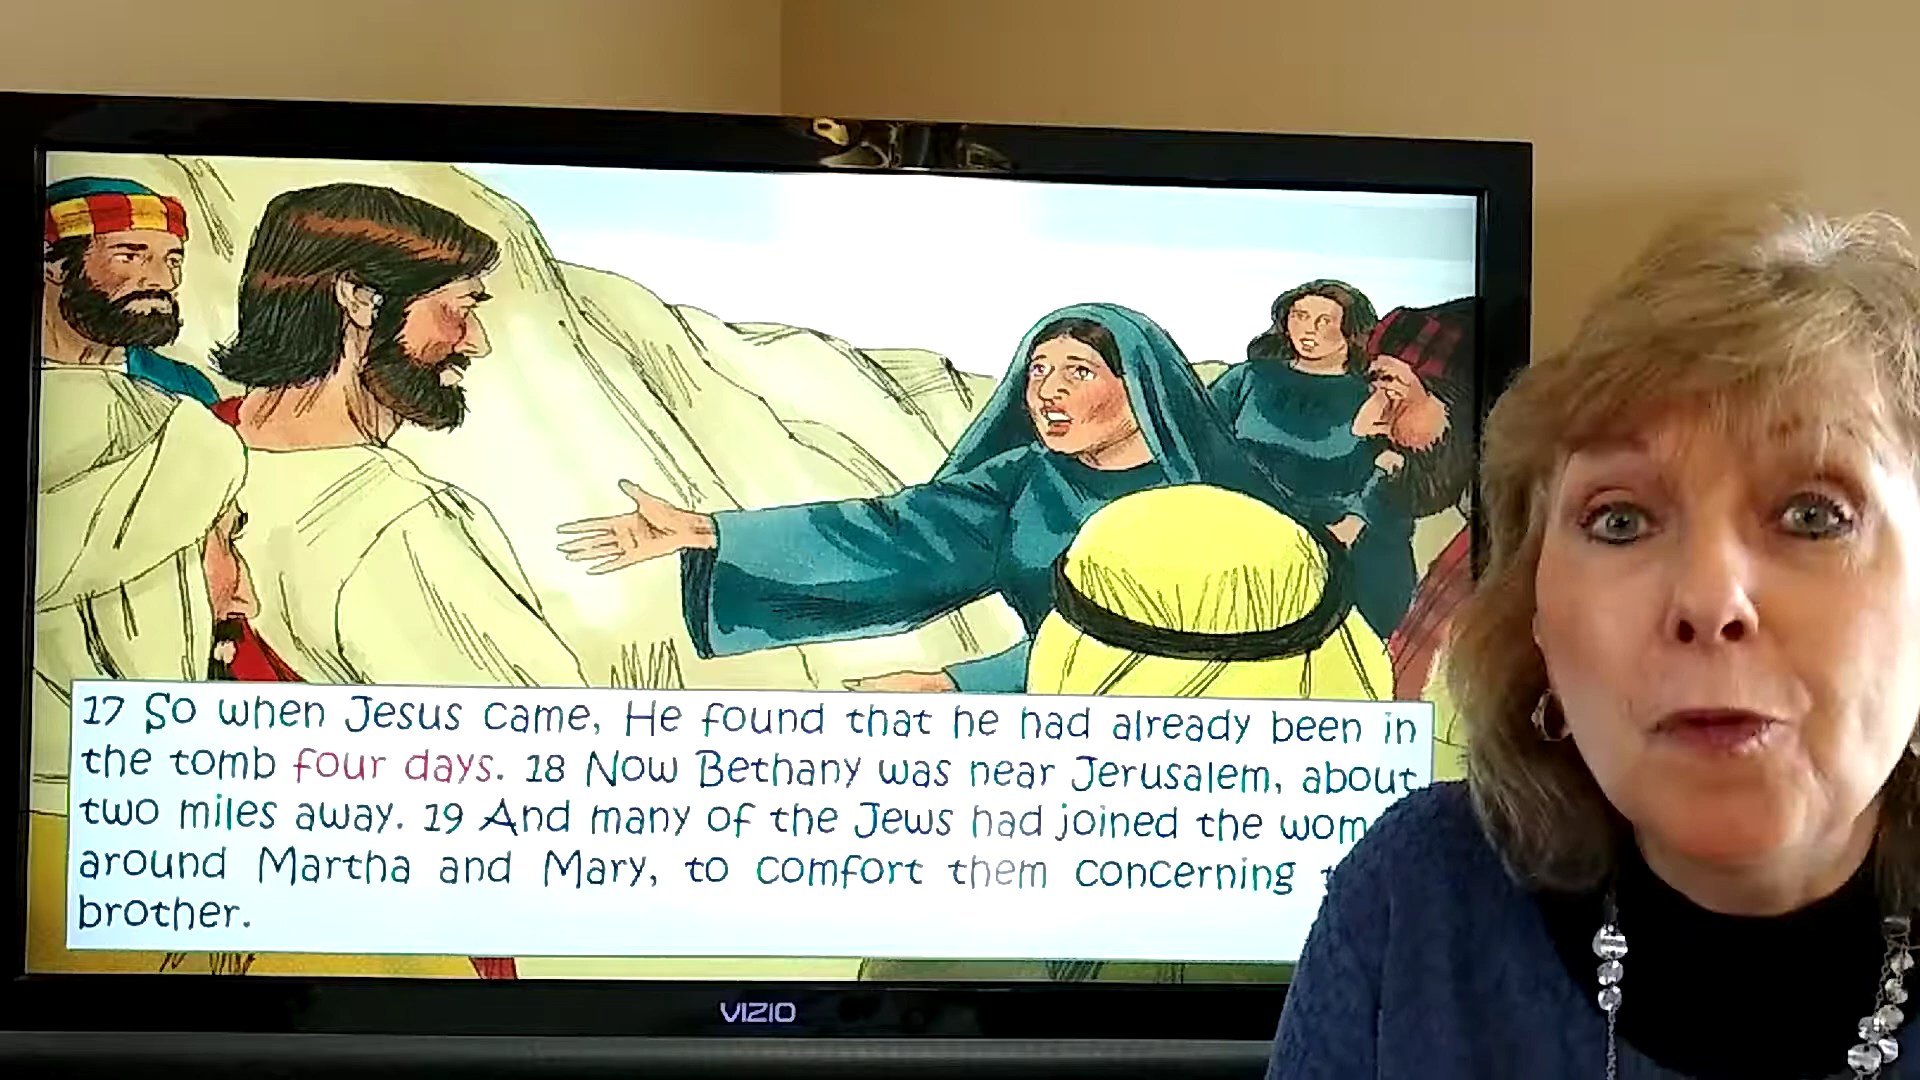 17 So when Jesus came, He found that he had already been in
the tomb four days. 18 Now Bethany was near Jerusalem, about
two miles away. 19 And many of the Jews had joined the
around Martha and Mary, to comfort them concerning
brother.
VIZIO